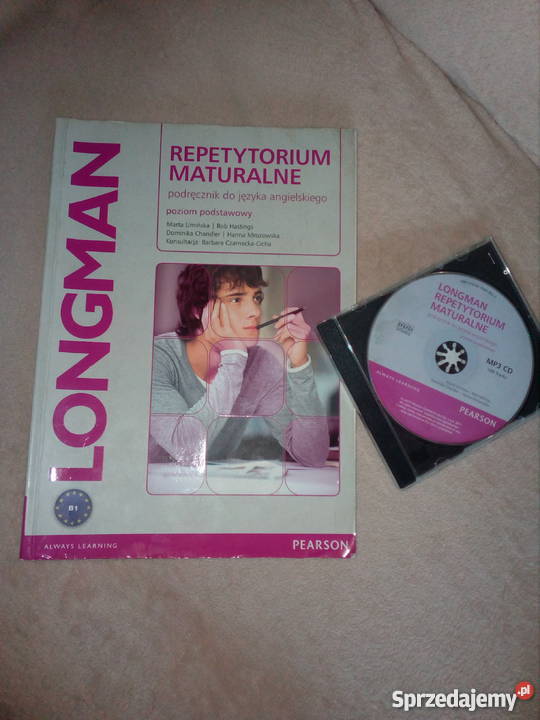 LONGMAN
REPETYTORIUM
MATURALNE
podręcznik do języka angielskiego
poziom podstawowy
Marta Umińska | Bob Hastings
Dominika Chandler | Hanna Mrozowska
Konsultacja: Barbara Czarnecka-Cicha
B1
ALWAYS LEARNING
PEARSON
LONGMAN
REPETYTORIUM
MATURALNE
MP3 CD
ALWAYS LEARNING
PEARSON
Sprzedajemy.pl